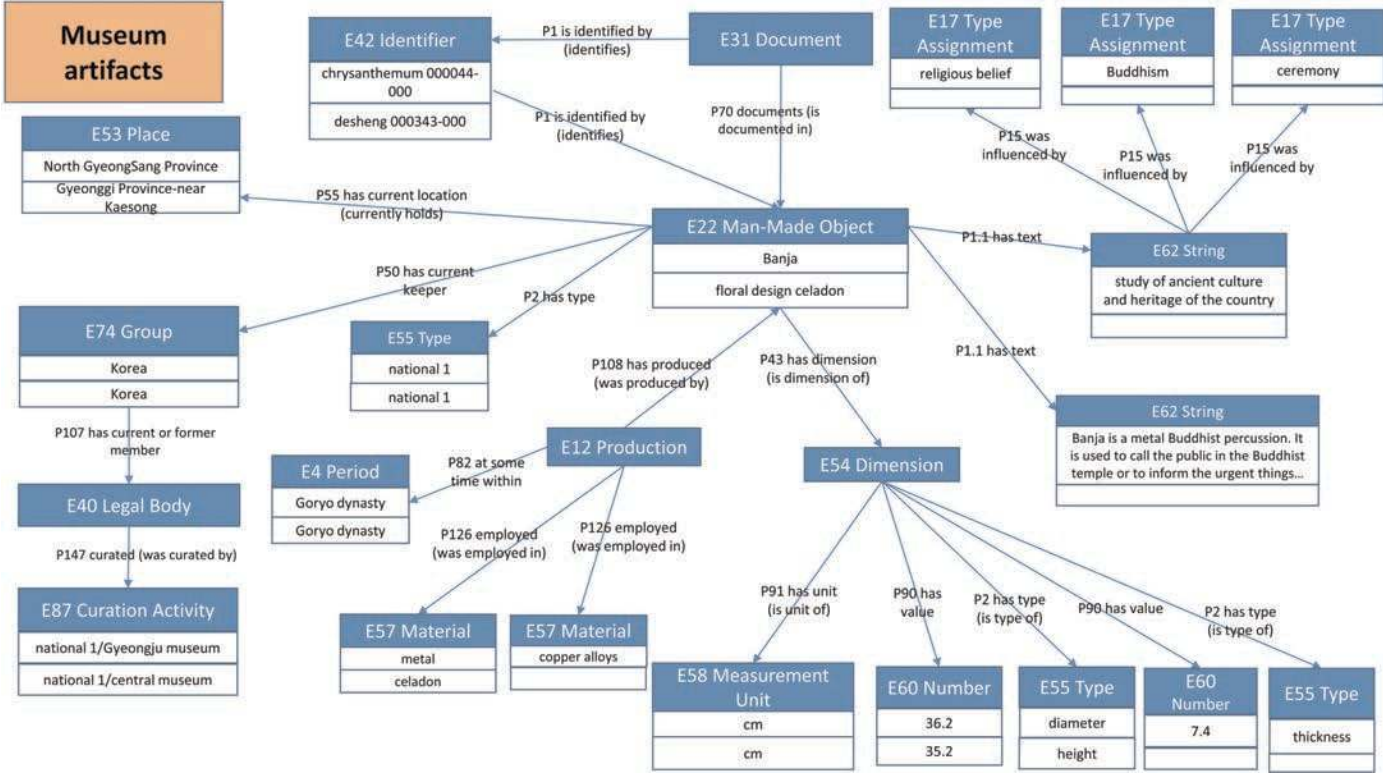 Museum
artifacts
E42 Identifier
chrysanthemum 000044-
000
desheng 000343-000
P1 is identified by
(identifies)
E31 Document
E17 Type
Assignment
religious belief
E17 Type
Assignment
Buddhism
E17 Type
Assignment
ceremony
P1 is identified by
(identifies)
P70 documents (is
documented in)
P15 was
influenced by
P15 was
influenced by
P15 was
influenced by
E53 Place
North GyeongSang Province
Gyeonggi Province-near
Kaesong
P55 has current location
(currently holds)
E22 Man-Made Object
Banja
floral design celadon
P1.1 has text
E62 String
study of ancient culture
and heritage of the country
P50 has current
keeper
P2 has type
E74 Group
Korea
Korea
E55 Type
national 1
national 1
P108 has produced
(was produced by)
P43 has dimension
(is dimension of)
P1.1 has text
E62 String
Banja is a metal Buddhist percussion. It
is used to call the public in the Buddhist
temple or to inform the urgent things...
P107 has current or former
member
E12 Production
E54 Dimension
E4 Period
Goryo dynasty
Goryo dynasty
P82 at some
time within
E40 Legal Body
P126 employed
(was employed in)
P126 employed
(was employed in)
P147 curated (was curated by)
E87 Curation Activity
national 1/Gyeongju museum
national 1/central museum
E57 Material
metal
celadon
E57 Material
copper alloys
P91 has unit
(is unit of)
P90 has
value
P2 has type
(is type of)
P90 has value
P2 has type
(is type of)
E58 Measurement
Unit
cm
cm
E60 Number
36.2
35.2
E55 Type
diameter
height
E60
Number
7.4
E55 Type
thickness